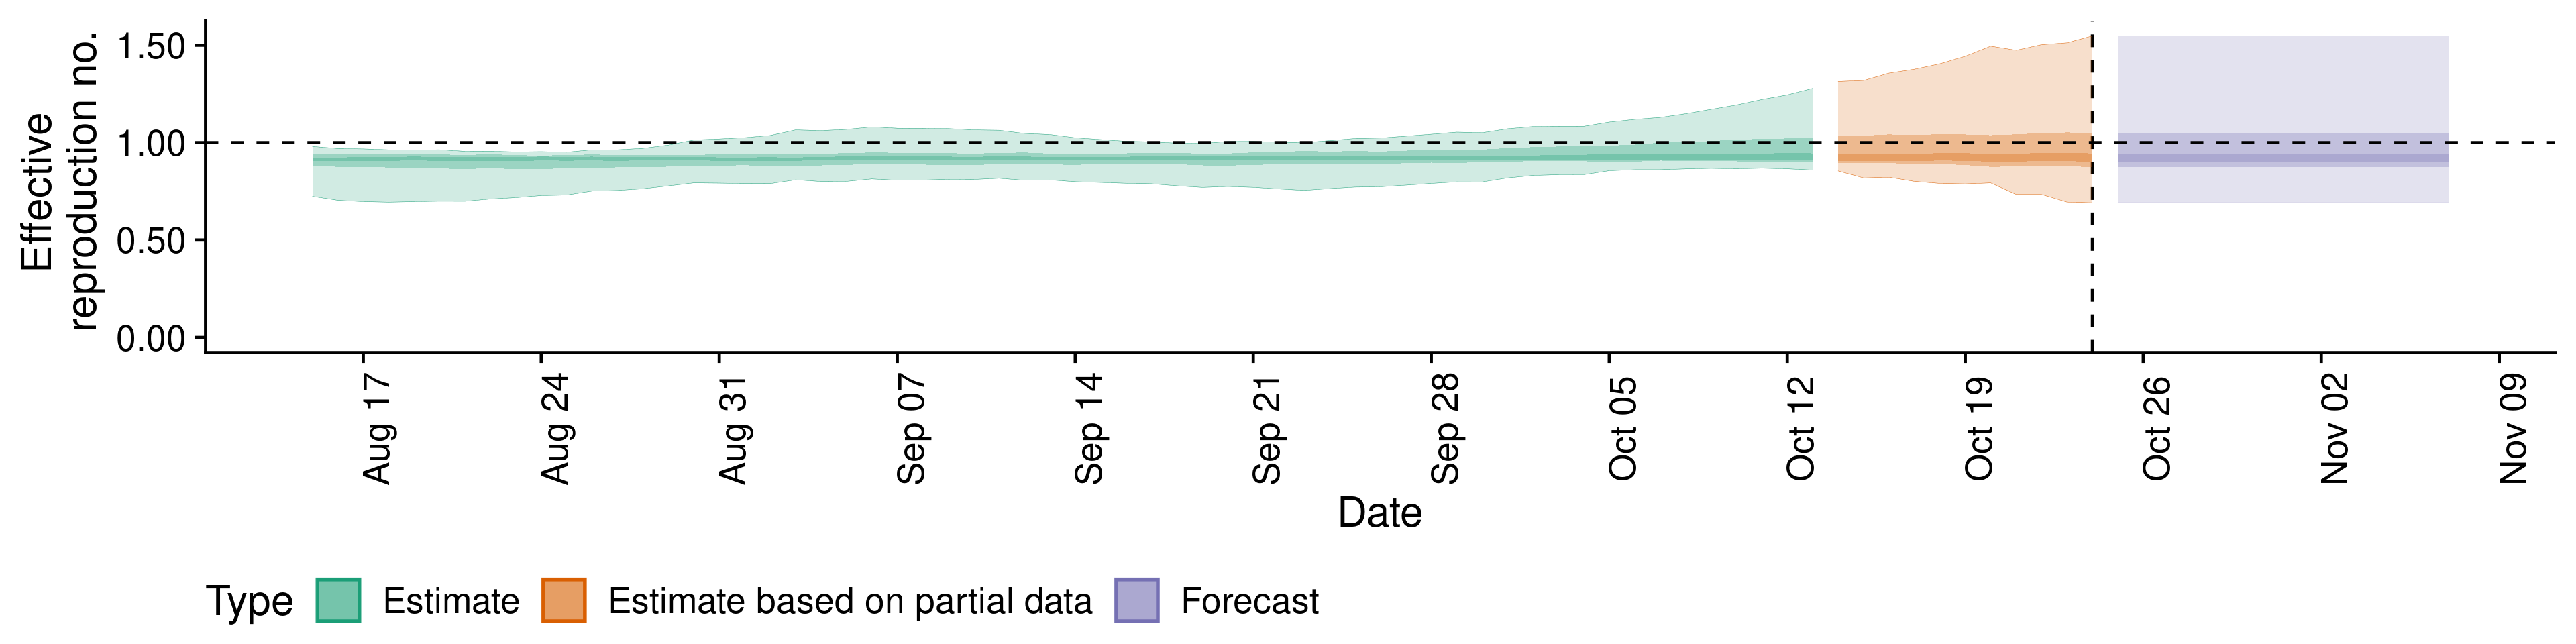 Effective
reproduction no.
1.50
1.00
0.50
0.00
Aug 17
Aug 24
Aug 31
Sep 07
Sep 14
Sep 21
Sep 28
Oct 05
Oct 12
Oct 19
Oct 26
Nov 02
Nov 09
Date
Type Estimate Estimate based on partial data Forecast